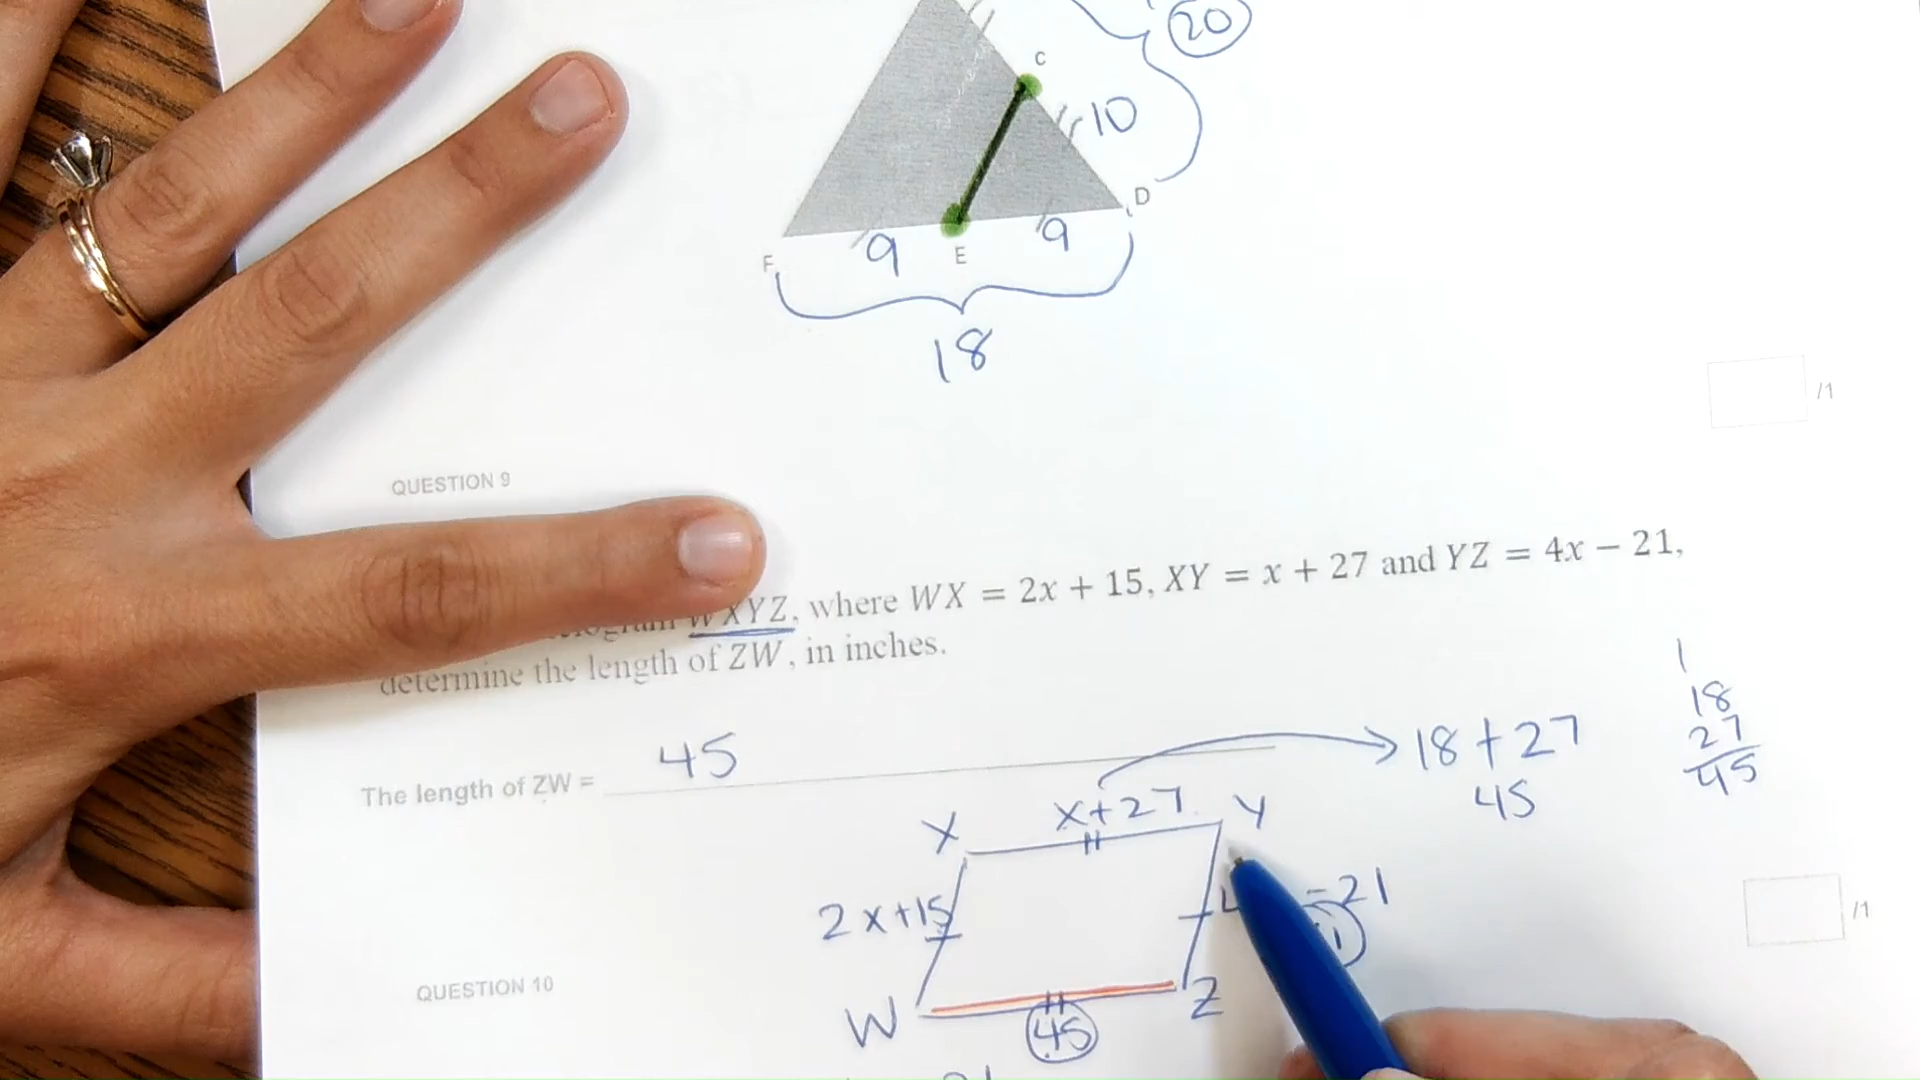 20
C
10
D
9
9
F
E
18
/1
QUESTION 9
WXYZ, where WX = 2x + 15, XY = x + 27 and YZ = 4x − 21,
determine the length of ZW, in inches.
1
18
27
45
18+27
45
The length of ZW = 45
X
x+27
Y
2x+15
-21
/1
QUESTION 10
W
45
Z